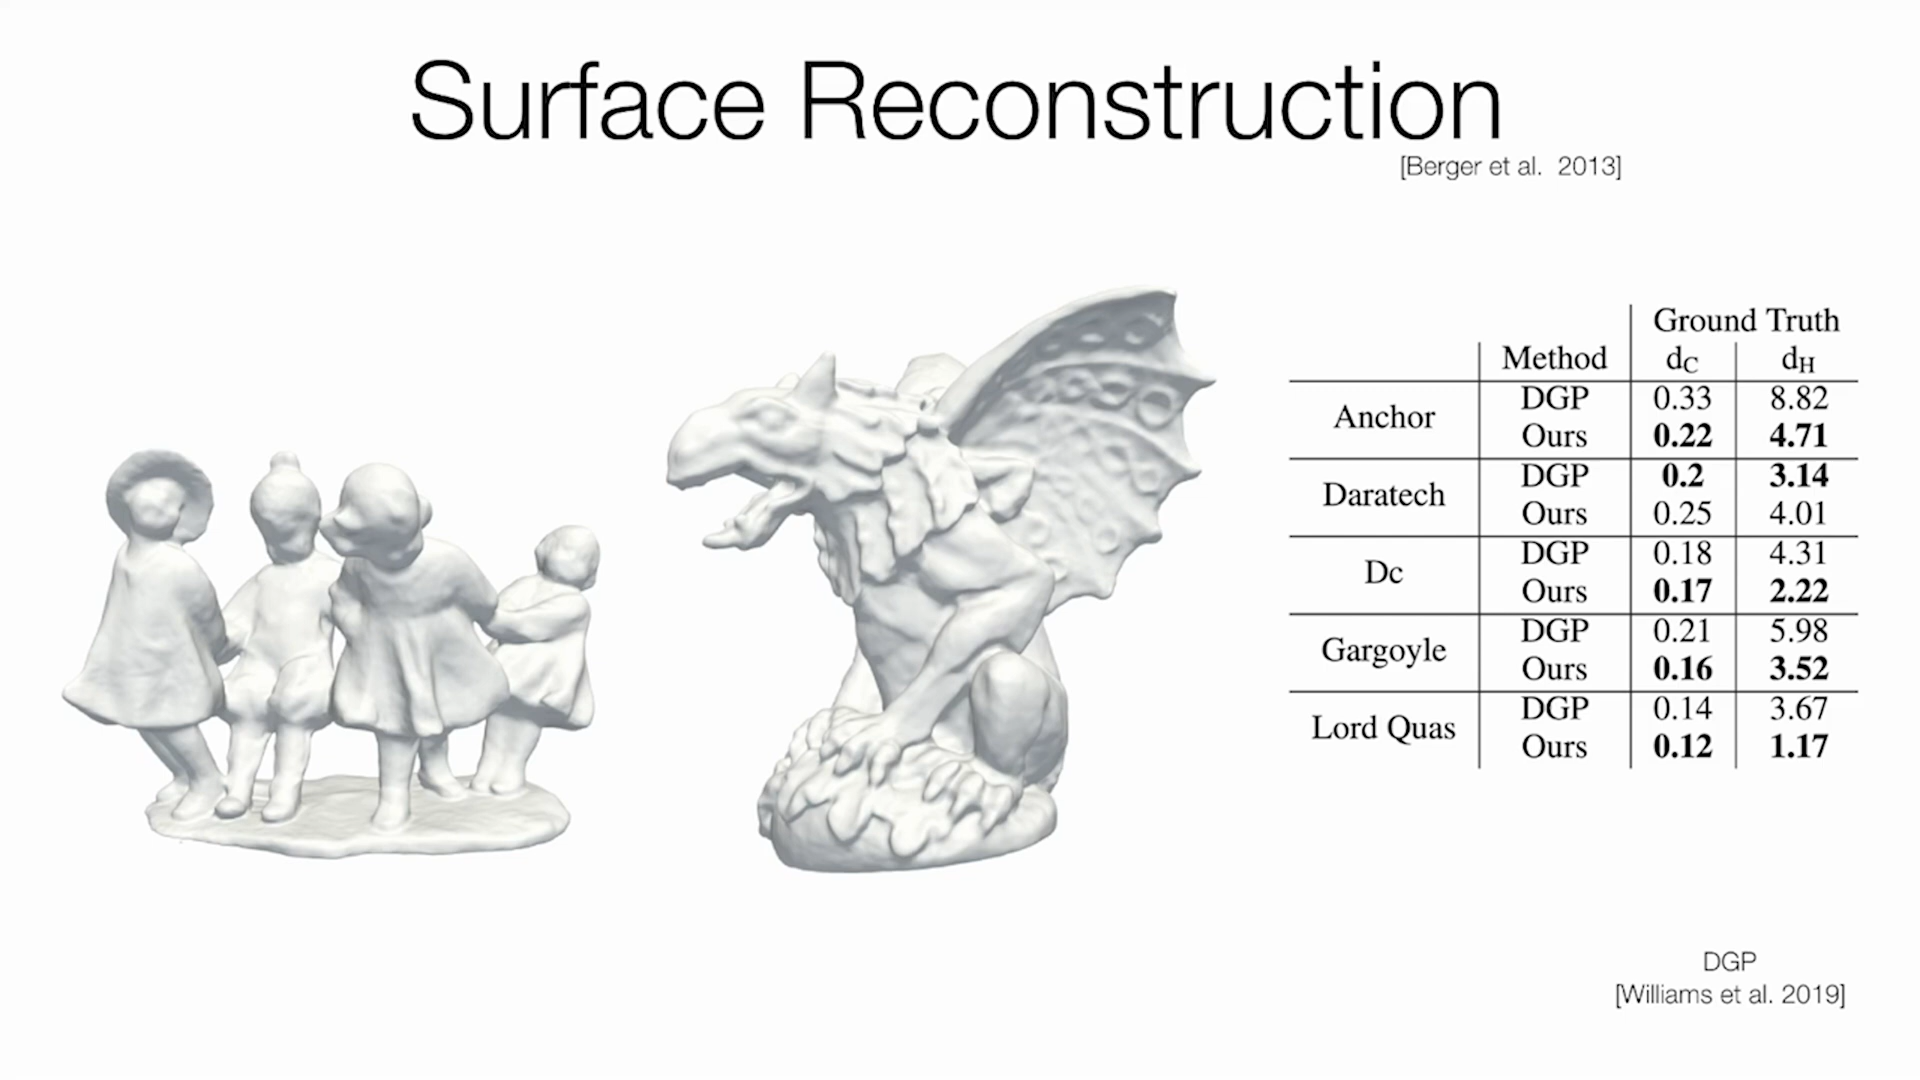 Surface Reconstruction
[Berger et al. 2013]
Ground Truth
Method dC dH
Anchor DGP 0.33 8.82
Ours 0.22 4.71
Daratech DGP 0.2 3.14
Ours 0.25 4.01
Dc DGP 0.18 4.31
Ours 0.17 2.22
Gargoyle DGP 0.21 5.98
Ours 0.16 3.52
Lord Quas DGP 0.14 3.67
Ours 0.12 1.17
DGP
[Williams et al. 2019]